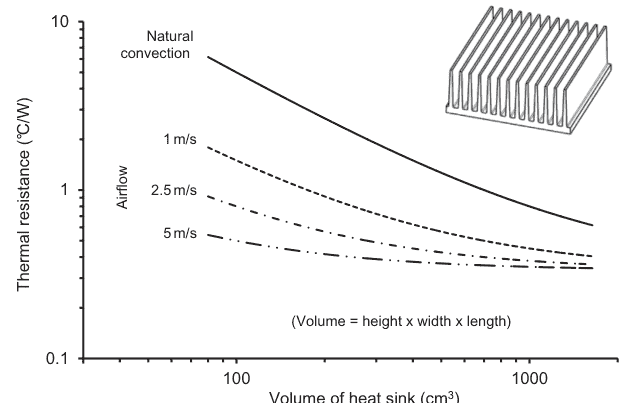 10
Natural
convection
1 m/s
Airflow
2.5 m/s
1
5 m/s
Thermal resistance (℃/W)
(Volume = height x width x length)
0.1
100
1000
Volume of heat sink (cm³)